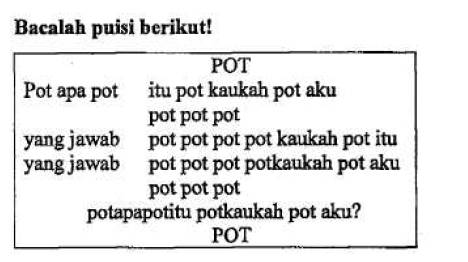 Bacalah puisi berikut!
POT
Pot apa pot itu pot kaukah pot aku
pot pot pot
yang jawab pot pot pot pot kaukah pot itu
yang jawab pot pot pot potkaukah pot aku
pot pot pot
potapapotitu potkaukah pot aku?
POT